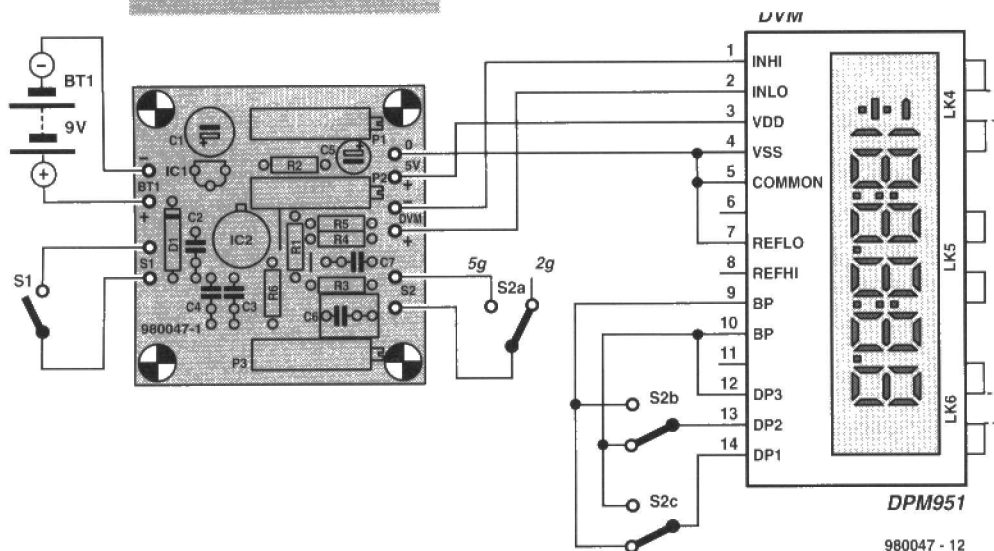 DVM
BT1
9V
−
+
C1
P1
IC1
R2
C5
P2
0
5V
+
−
DVM
+
−
BT1
+
S1
D1
C2
IC2
R1
R5
R4
C7
R3
S2
C4
C3
R6
C6
980047-1
P3
S1
5g
2g
S2a
S2b
S2c
1 INHI
2 INLO
3 VDD
4 VSS
5 COMMON
6
7 REFLO
8 REFHI
9 BP
10 BP
11
12 DP3
13 DP2
14 DP1
LK4
LK5
LK6
DPM951
980047 - 12